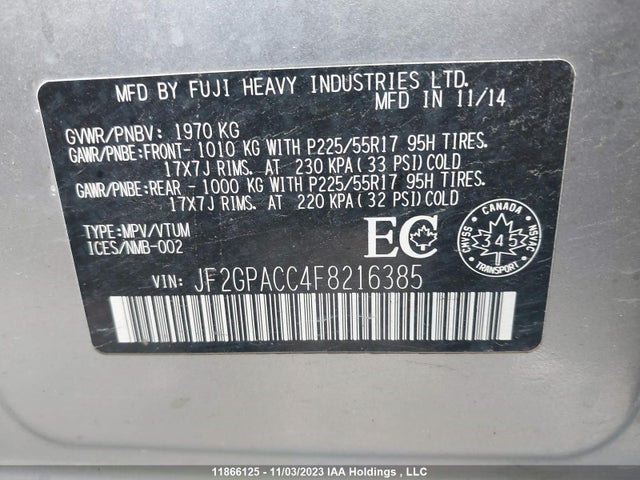 MFD BY FUJI HEAVY INDUSTRIES LTD.
MFD IN 11/14
GVWR/PNBV: 1970 KG
GAWR/PNBE:FRONT- 1010 KG WITH P225/55R17 95H TIRES.
17X7J RIMS. AT 230 KPA (33 PSI) COLD
GAWR/PNBE:REAR - 1000 KG WITH P225/55R17 95H TIRES.
17X7J RIMS. AT 220 KPA (32 PSI) COLD
TYPE:MPV/VTUM
ICES/NMB-002
EC
CANADA
CMVSS
345
NSVAC
TRANSPORT
VIN: JF2GPACC4F8216385
11866125 - 11/03/2023 IAA Holdings , LLC